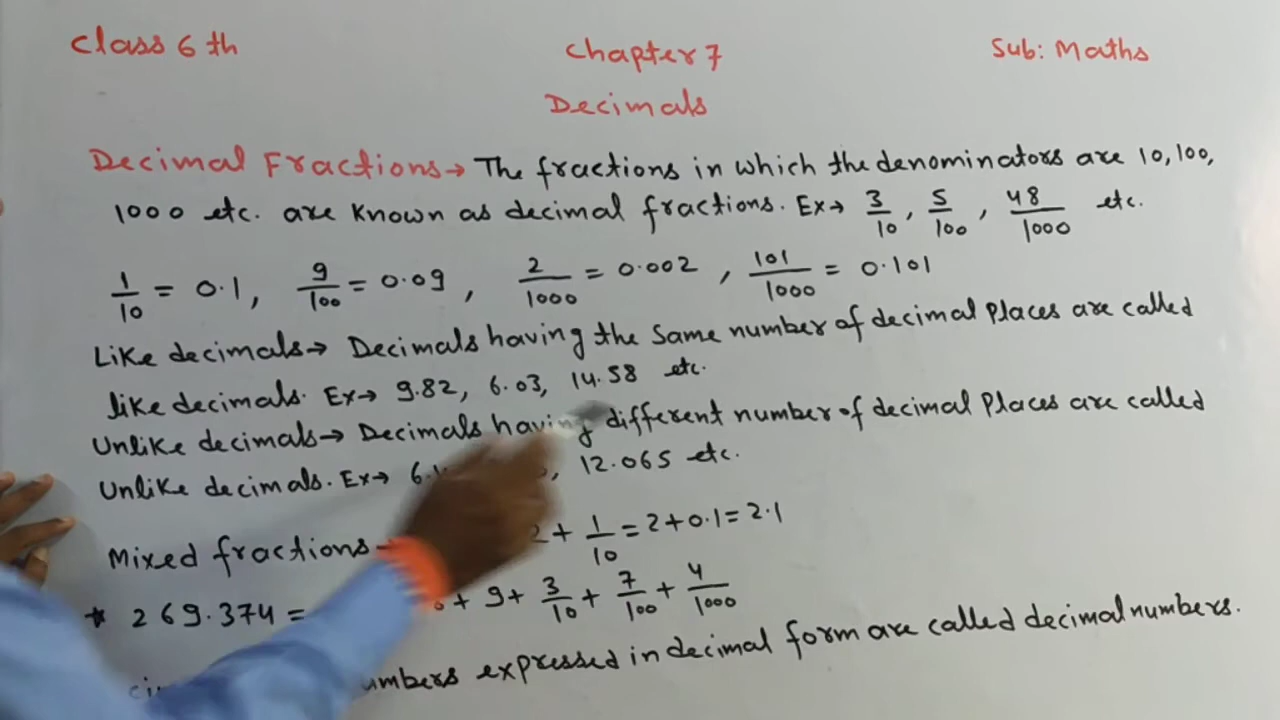 Class 6th
Chapter 7
Sub: Maths
Decimals
Decimal Fractions→ The fractions in which the denominators are 10,100,
1000 etc. are known as decimal fractions. Ex→ 3/10, 5/100, 48/1000 etc.
1/10 = 0.1, 9/100 = 0.09, 2/1000 = 0.002, 101/1000 = 0.101
Like decimals→ Decimals having the same number of decimal places are called
like decimals. Ex→ 9.82, 6.03, 14.58 etc.
Unlike decimals→ Decimals having different number of decimal places are called
Unlike decimals. Ex→ 12.065 etc.
Mixed fractions + 1/10 = 2+0.1 = 2.1
* 269.374 = + 9 + 3/10 + 7/100 + 4/1000
expressed in decimal form are called decimal numbers.